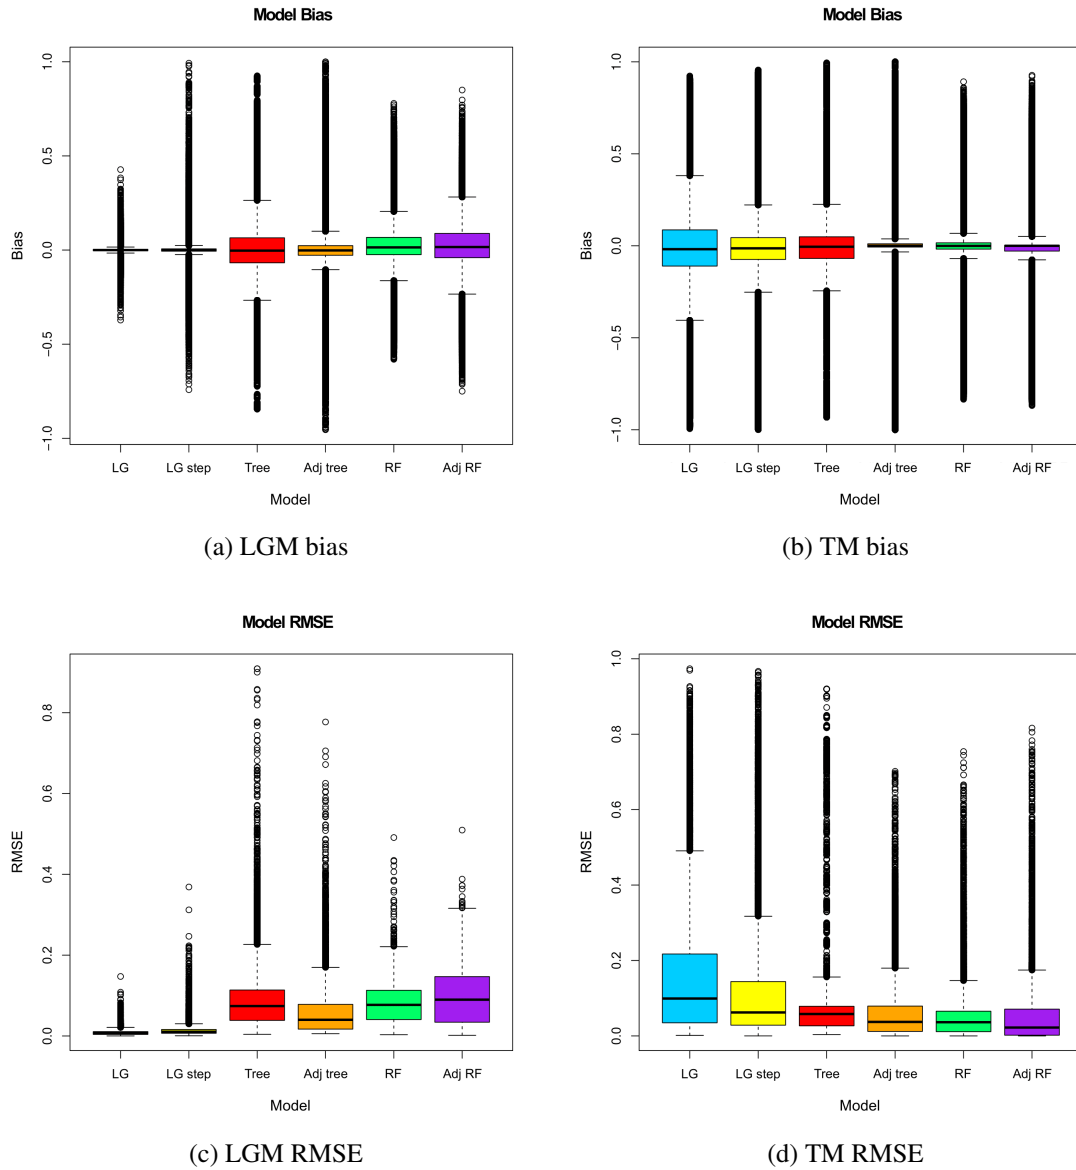 Model Bias
1.0
0.5
0.0
−0.5
−1.0
Bias
LG LG step Tree Adj tree RF Adj RF
Model
(a) LGM bias
Model Bias
1.0
0.5
0.0
−0.5
−1.0
Bias
LG LG step Tree Adj tree RF Adj RF
Model
(b) TM bias
Model RMSE
0.8
0.6
0.4
0.2
0.0
RMSE
LG LG step Tree Adj tree RF Adj RF
Model
(c) LGM RMSE
Model RMSE
1.0
0.8
0.6
0.4
0.2
0.0
RMSE
LG LG step Tree Adj tree RF Adj RF
Model
(d) TM RMSE